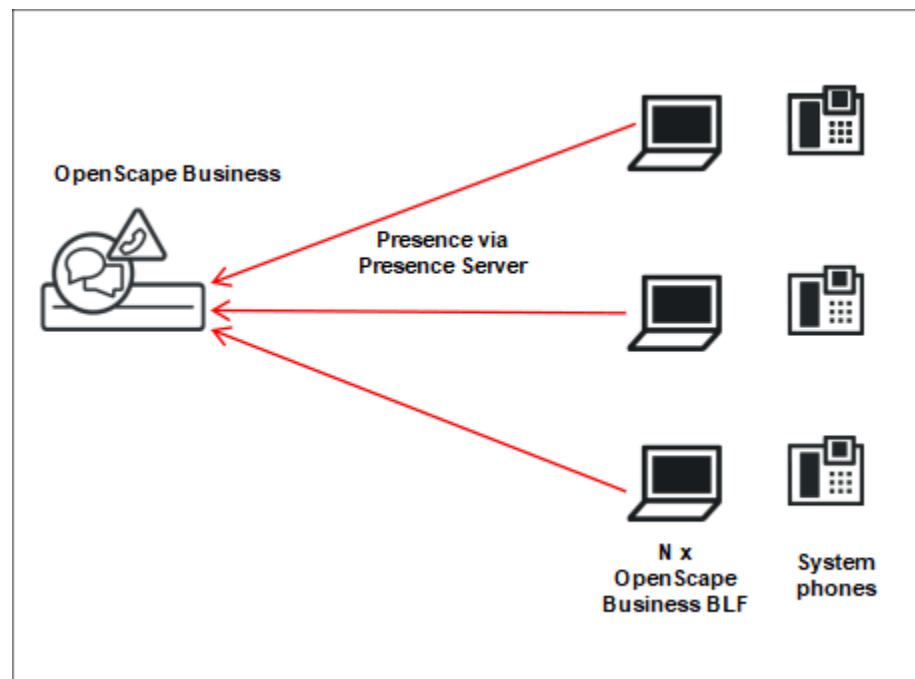 OpenScape Business
Presence via
Presence Server
N x
OpenScape
Business BLF
System
phones